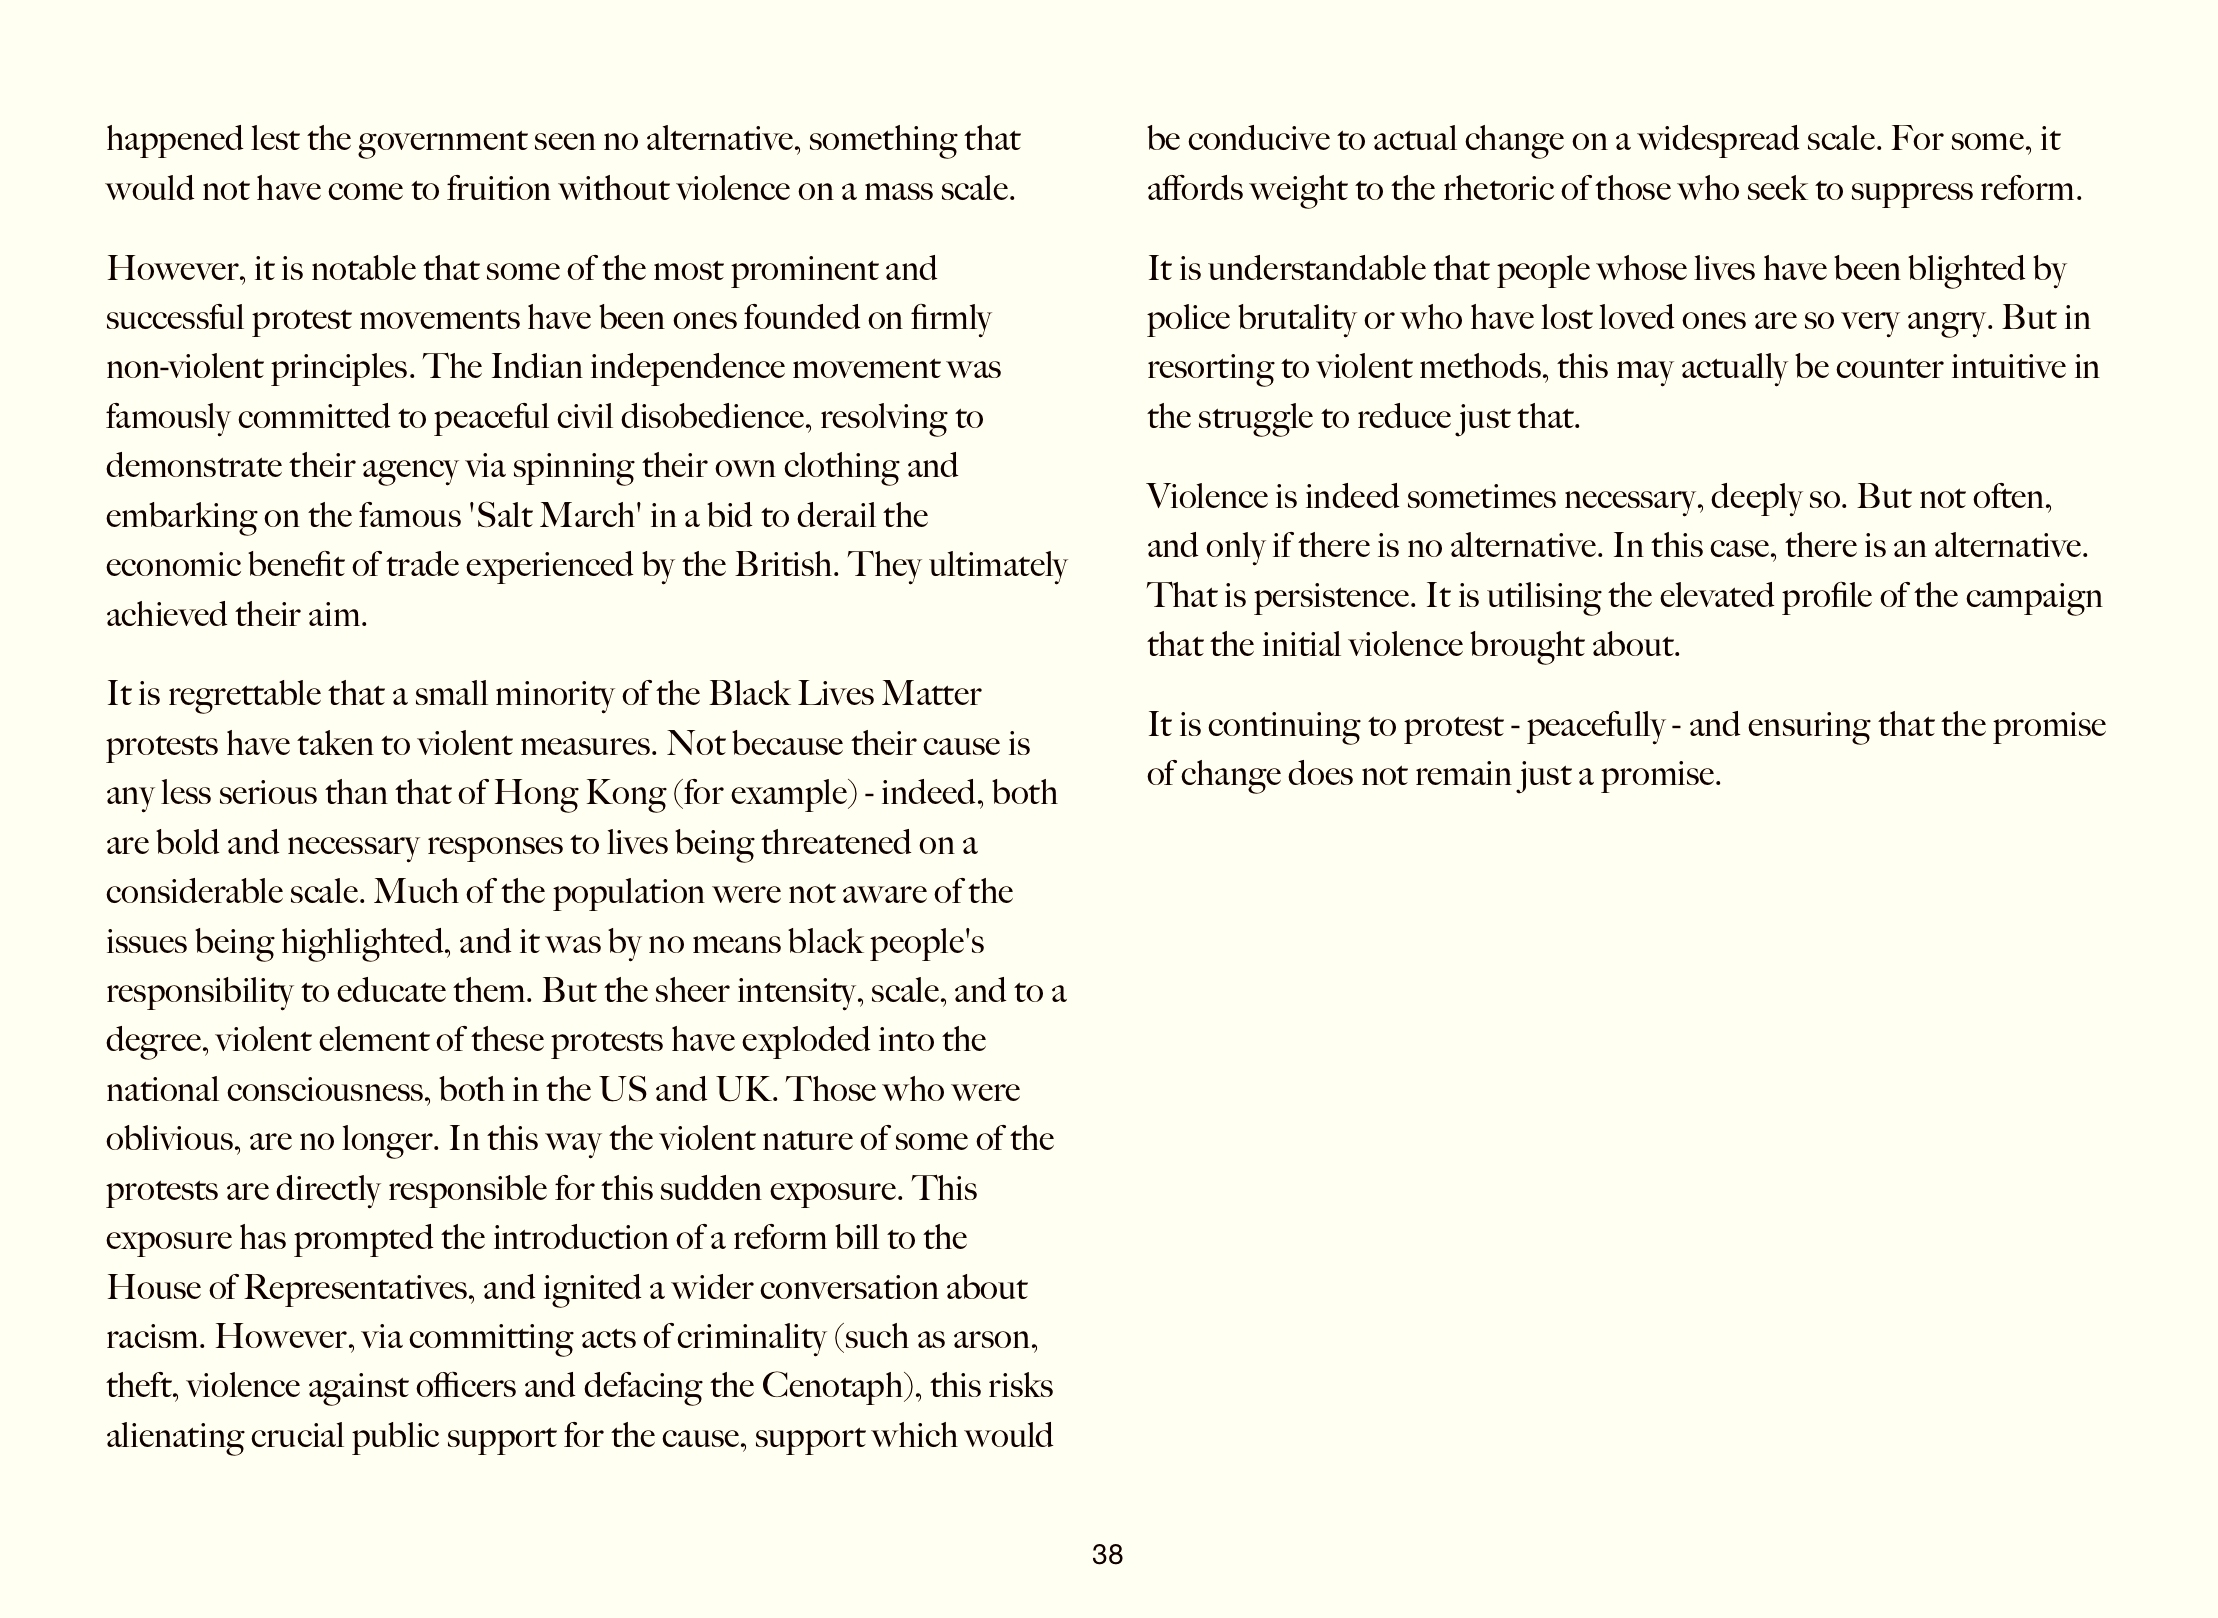 happened lest the government seen no alternative, something that
would not have come to fruition without violence on a mass scale.
However, it is notable that some of the most prominent and
successful protest movements have been ones founded on firmly
non-violent principles. The Indian independence movement was
famously committed to peaceful civil disobedience, resolving to
demonstrate their agency via spinning their own clothing and
embarking on the famous 'Salt March' in a bid to derail the
economic benefit of trade experienced by the British. They ultimately
achieved their aim.
It is regrettable that a small minority of the Black Lives Matter
protests have taken to violent measures. Not because their cause is
any less serious than that of Hong Kong (for example) - indeed, both
are bold and necessary responses to lives being threatened on a
considerable scale. Much of the population were not aware of the
issues being highlighted, and it was by no means black people's
responsibility to educate them. But the sheer intensity, scale, and to a
degree, violent element of these protests have exploded into the
national consciousness, both in the US and UK. Those who were
oblivious, are no longer. In this way the violent nature of some of the
protests are directly responsible for this sudden exposure. This
exposure has prompted the introduction of a reform bill to the
House of Representatives, and ignited a wider conversation about
racism. However, via committing acts of criminality (such as arson,
theft, violence against officers and defacing the Cenotaph), this risks
alienating crucial public support for the cause, support which would
be conducive to actual change on a widespread scale. For some, it
affords weight to the rhetoric of those who seek to suppress reform.
It is understandable that people whose lives have been blighted by
police brutality or who have lost loved ones are so very angry. But in
resorting to violent methods, this may actually be counter intuitive in
the struggle to reduce just that.
Violence is indeed sometimes necessary, deeply so. But not often,
and only if there is no alternative. In this case, there is an alternative.
That is persistence. It is utilising the elevated profile of the campaign
that the initial violence brought about.
It is continuing to protest - peacefully - and ensuring that the promise
of change does not remain just a promise.
38